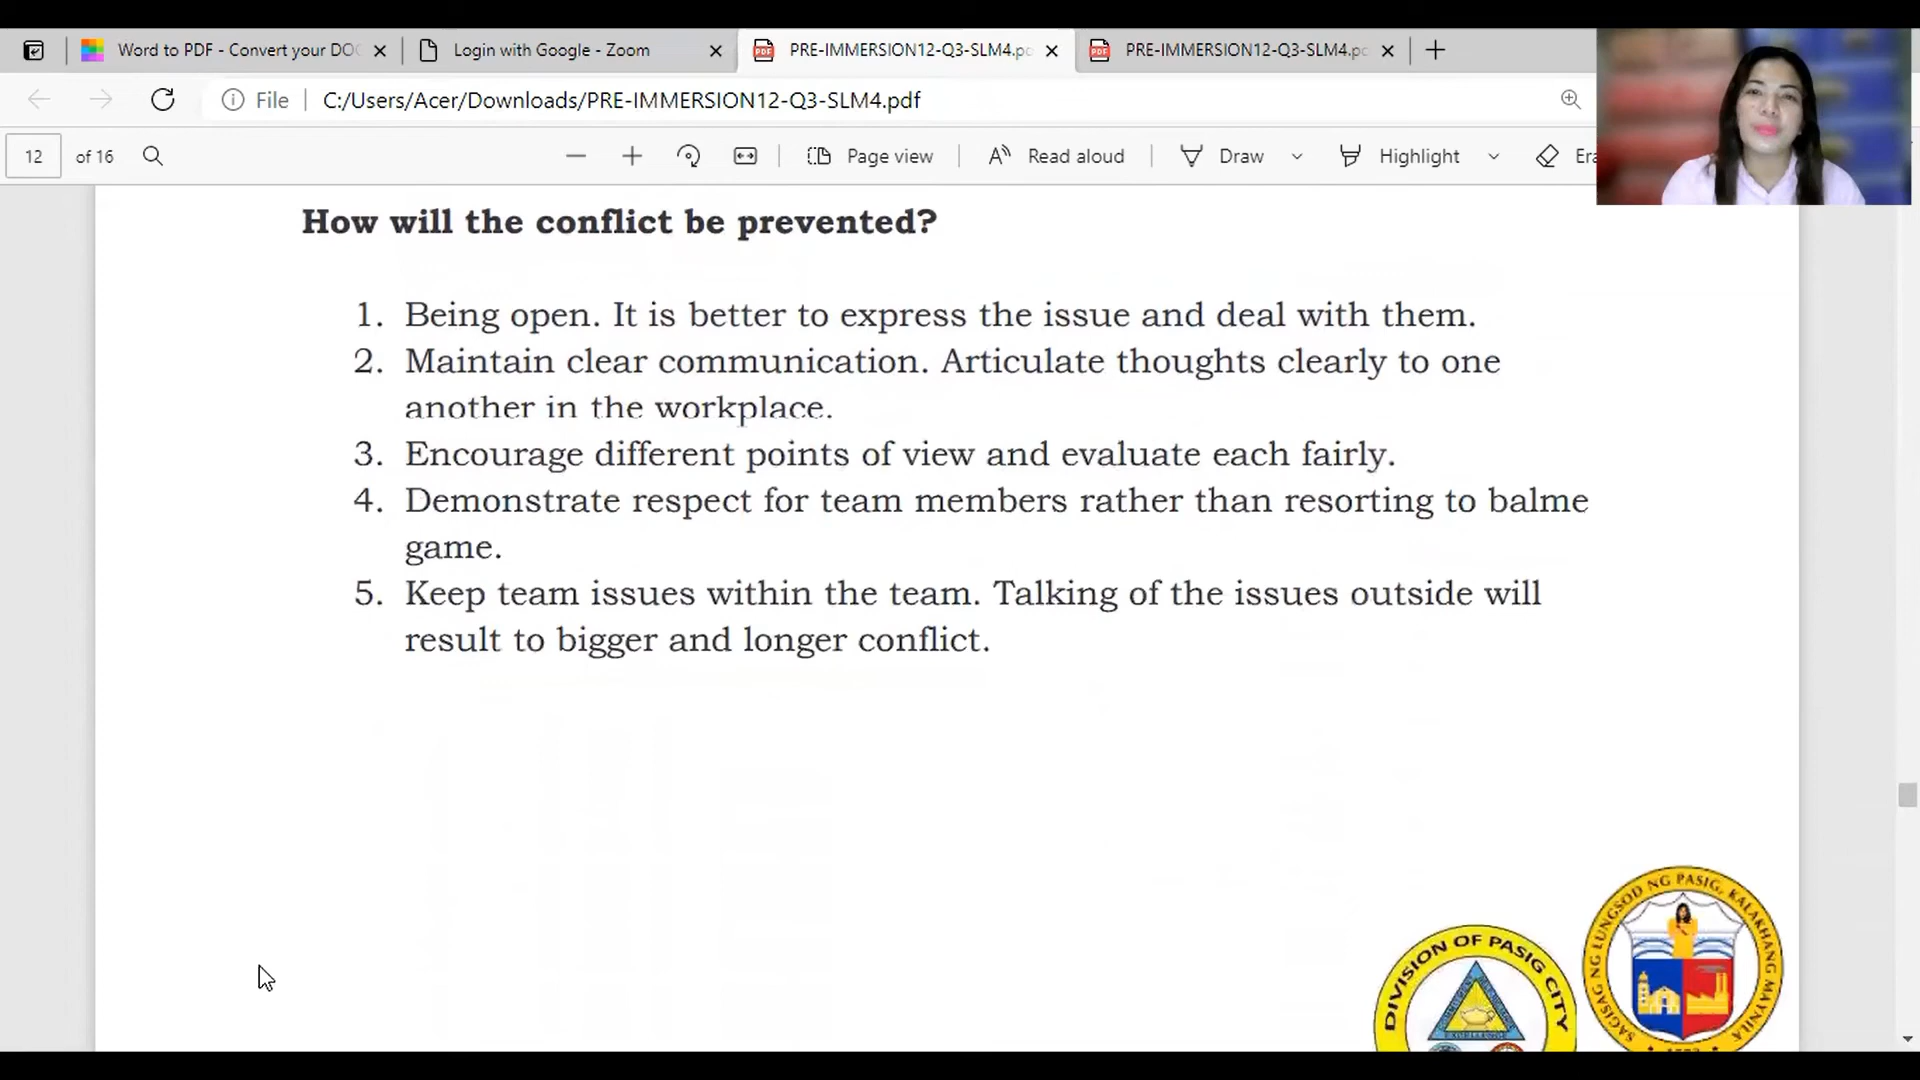 Word to PDF - Convert your DOC
Login with Google - Zoom
PRE-IMMERSION12-Q3-SLM4.pd
PRE-IMMERSION12-Q3-SLM4.pd
File
C:/Users/Acer/Downloads/PRE-IMMERSION12-Q3-SLM4.pdf
12 of 16
Page view
Read aloud
Draw
Highlight
Era
How will the conflict be prevented?
1. Being open. It is better to express the issue and deal with them.
2. Maintain clear communication. Articulate thoughts clearly to one
another in the workplace.
3. Encourage different points of view and evaluate each fairly.
4. Demonstrate respect for team members rather than resorting to balme
game.
5. Keep team issues within the team. Talking of the issues outside will
result to bigger and longer conflict.
DIVISION OF PASIG CITY
SAGISAG NG LUNGSOD NG PASIG, KALAKHANG MAYNILA